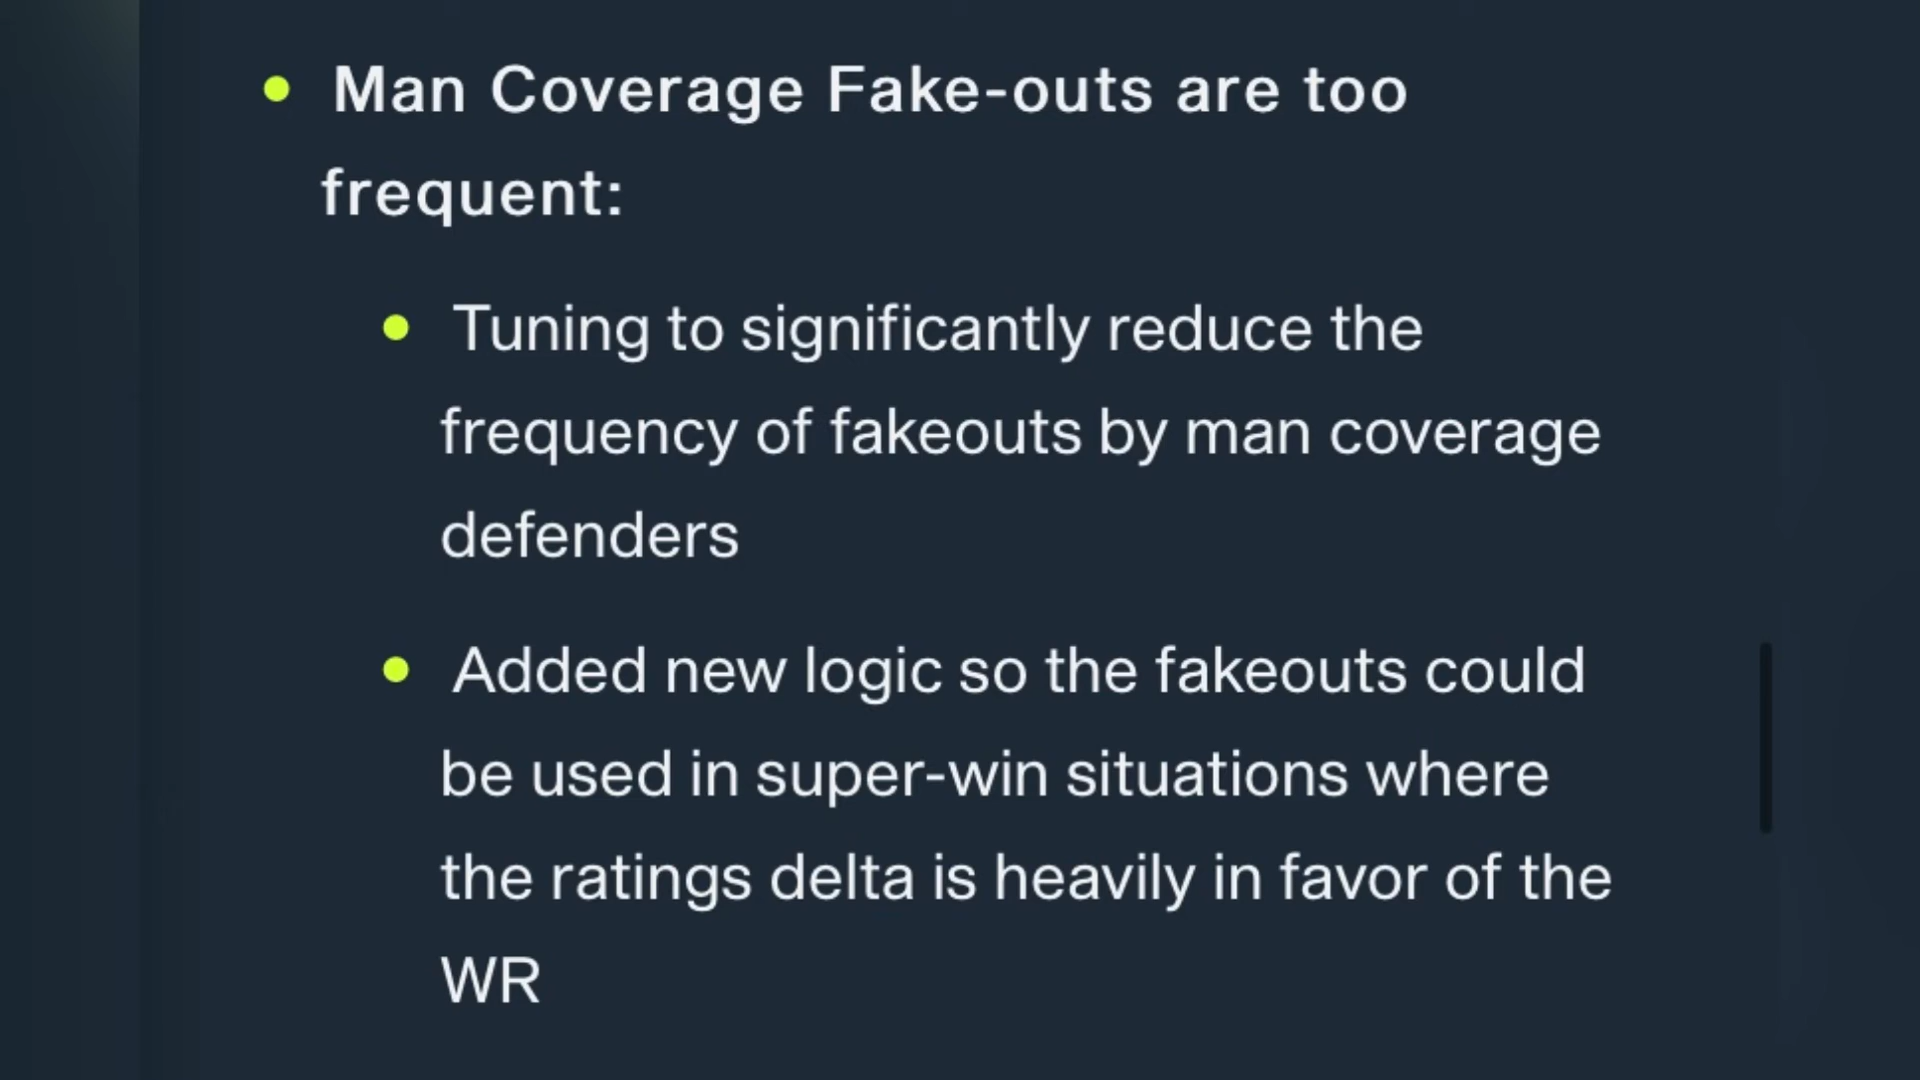 Man Coverage Fake-outs are too
frequent:
Tuning to significantly reduce the
frequency of fakeouts by man coverage
defenders
Added new logic so the fakeouts could
be used in super-win situations where
the ratings delta is heavily in favor of the
WR